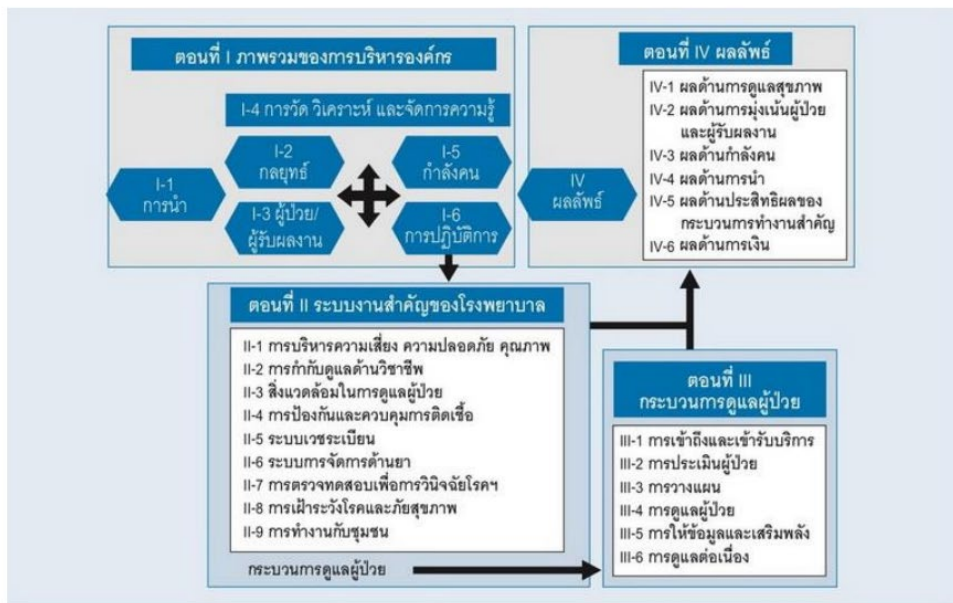 ตอนที่ I ภาพรวมของการบริหารองค์กร
I-4 การวัด วิเคราะห์ และจัดการความรู้
I-1
การนำ
I-2
กลยุทธ์
I-3 ผู้ป่วย/
ผู้รับผลงาน
I-5
กำลังคน
I-6
การปฏิบัติการ
IV
ผลลัพธ์
ตอนที่ IV ผลลัพธ์
IV-1 ผลด้านการดูแลสุขภาพ
IV-2 ผลด้านการมุ่งเน้นผู้ป่วย
และผู้รับผลงาน
IV-3 ผลด้านกำลังคน
IV-4 ผลด้านการนำ
IV-5 ผลด้านประสิทธิผลของ
กระบวนการทำงานสำคัญ
IV-6 ผลด้านการเงิน
ตอนที่ II ระบบงานสำคัญของโรงพยาบาล
II-1 การบริหารความเสี่ยง ความปลอดภัย คุณภาพ
II-2 การกำกับดูแลด้านวิชาชีพ
II-3 สิ่งแวดล้อมในการดูแลผู้ป่วย
II-4 การป้องกันและควบคุมการติดเชื้อ
II-5 ระบบเวชระเบียน
II-6 ระบบการจัดการด้านยา
II-7 การตรวจทดสอบเพื่อการวินิจฉัยโรคฯ
II-8 การเฝ้าระวังโรคและภัยสุขภาพ
II-9 การทำงานกับชุมชน
กระบวนการดูแลผู้ป่วย
ตอนที่ III
กระบวนการดูแลผู้ป่วย
III-1 การเข้าถึงและเข้ารับบริการ
III-2 การประเมินผู้ป่วย
III-3 การวางแผน
III-4 การดูแลผู้ป่วย
III-5 การให้ข้อมูลและเสริมพลัง
III-6 การดูแลต่อเนื่อง